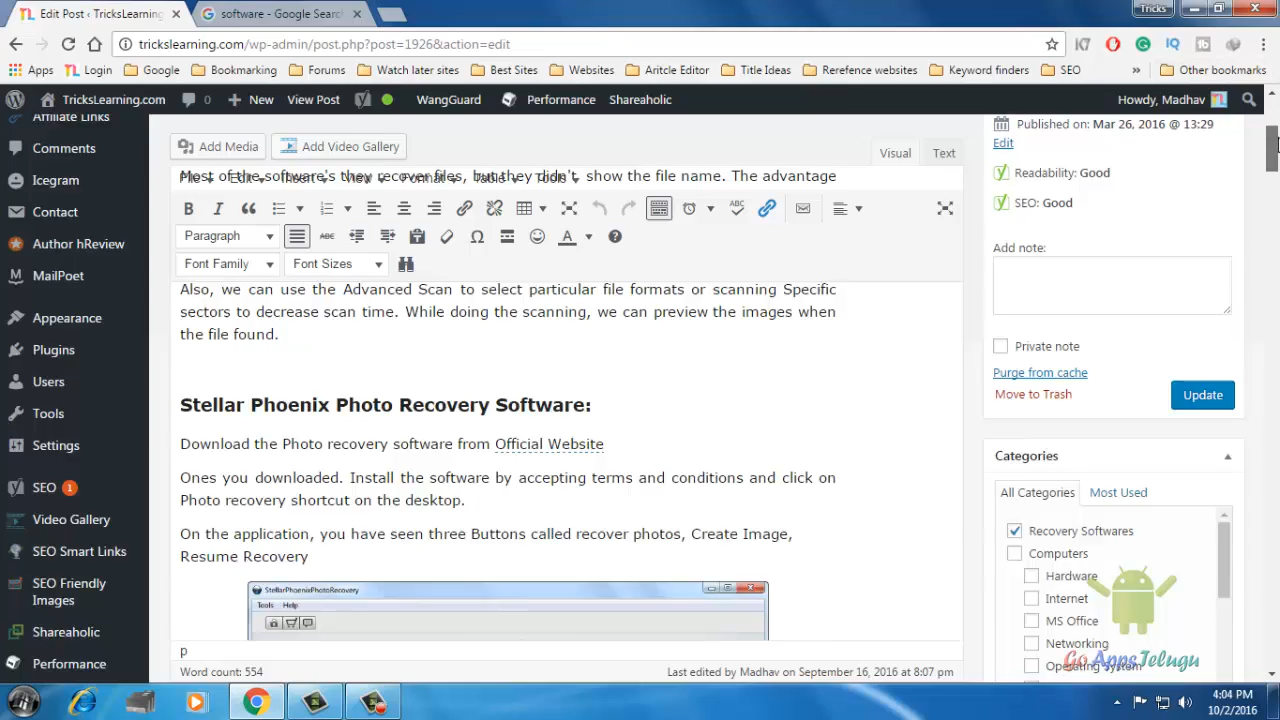 Edit Post ‹ TricksLearning
software - Google Search
Tricks
trickslearning.com/wp-admin/post.php?post=1926&action=edit
Apps
Login
Google
Bookmarking
Forums
Watch later sites
Best Sites
Websites
Aritcle Editor
Title Ideas
Rerefence websites
Keyword finders
SEO
»
Other bookmarks
TricksLearning.com
0
New
View Post
WangGuard
Performance
Shareaholic
Howdy, Madhav
Affiliate Links
Comments
Icegram
Contact
Author hReview
MailPoet
Appearance
Plugins
Users
Tools
Settings
SEO 1
Video Gallery
SEO Smart Links
SEO Friendly
Images
Shareaholic
Performance
Add Media
Add Video Gallery
Visual
Text
Most of the software's they recover files, but they didn't, show the file name. The advantage
File Edit Insert View Format Table Tools
Paragraph
Font Family
Font Sizes
Also, we can use the Advanced Scan to select particular file formats or scanning Specific
sectors to decrease scan time. While doing the scanning, we can preview the images when
the file found.
Stellar Phoenix Photo Recovery Software:
Download the Photo recovery software from Official Website
Ones you downloaded. Install the software by accepting terms and conditions and click on
Photo recovery shortcut on the desktop.
On the application, you have seen three Buttons called recover photos, Create Image,
Resume Recovery
StellarPhoenixPhotoRecovery
Tools Help
p
Word count: 554
Last edited by Madhav on September 16, 2016 at 8:07 pm
Published on: Mar 26, 2016 @ 13:29
Edit
Readability: Good
SEO: Good
Add note:
Private note
Purge from cache
Move to Trash
Update
Categories
All Categories
Most Used
Recovery Softwares
Computers
Hardware
Internet
MS Office
Networking
Operating System
Go Apps Telugu
4:04 PM
10/2/2016